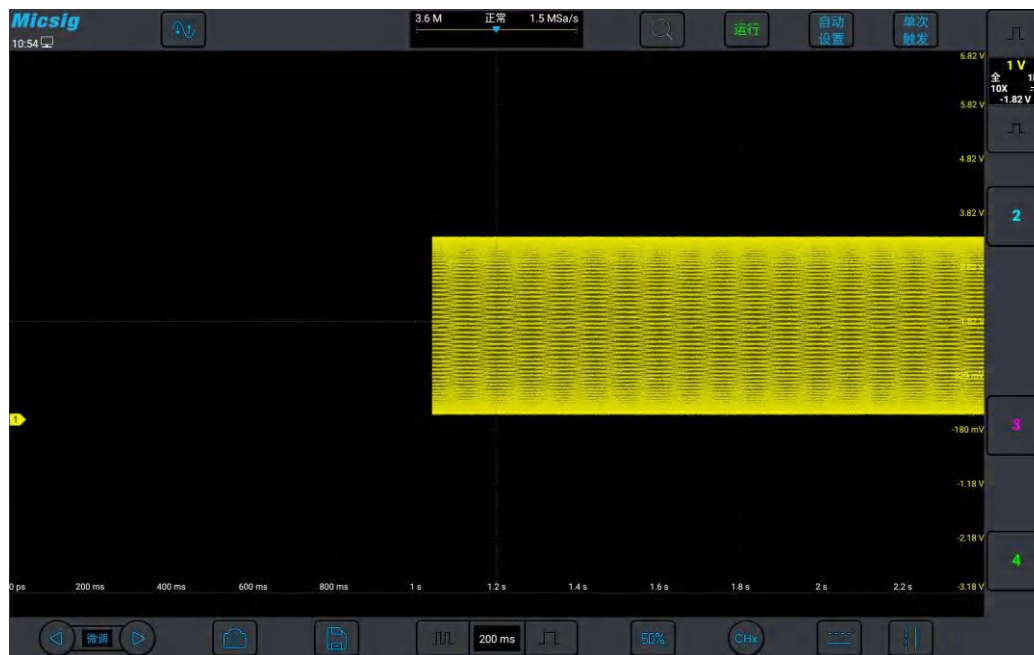 Micsig
10:54
3.6 M 正常 1.5 MSa/s
运行
自动
设置
单次
触发
1 V
全
10X
-1.82 V
6.82 V
5.82 V
4.82 V
3.82 V
-180 mV
-1.18 V
-2.18 V
-3.18 V
2
3
4
1
0 ps 200 ms 400 ms 600 ms 800 ms 1 s 1.2 s 1.4 s 1.6 s 1.8 s 2 s 2.2 s
微调
200 ms
50%
CHx